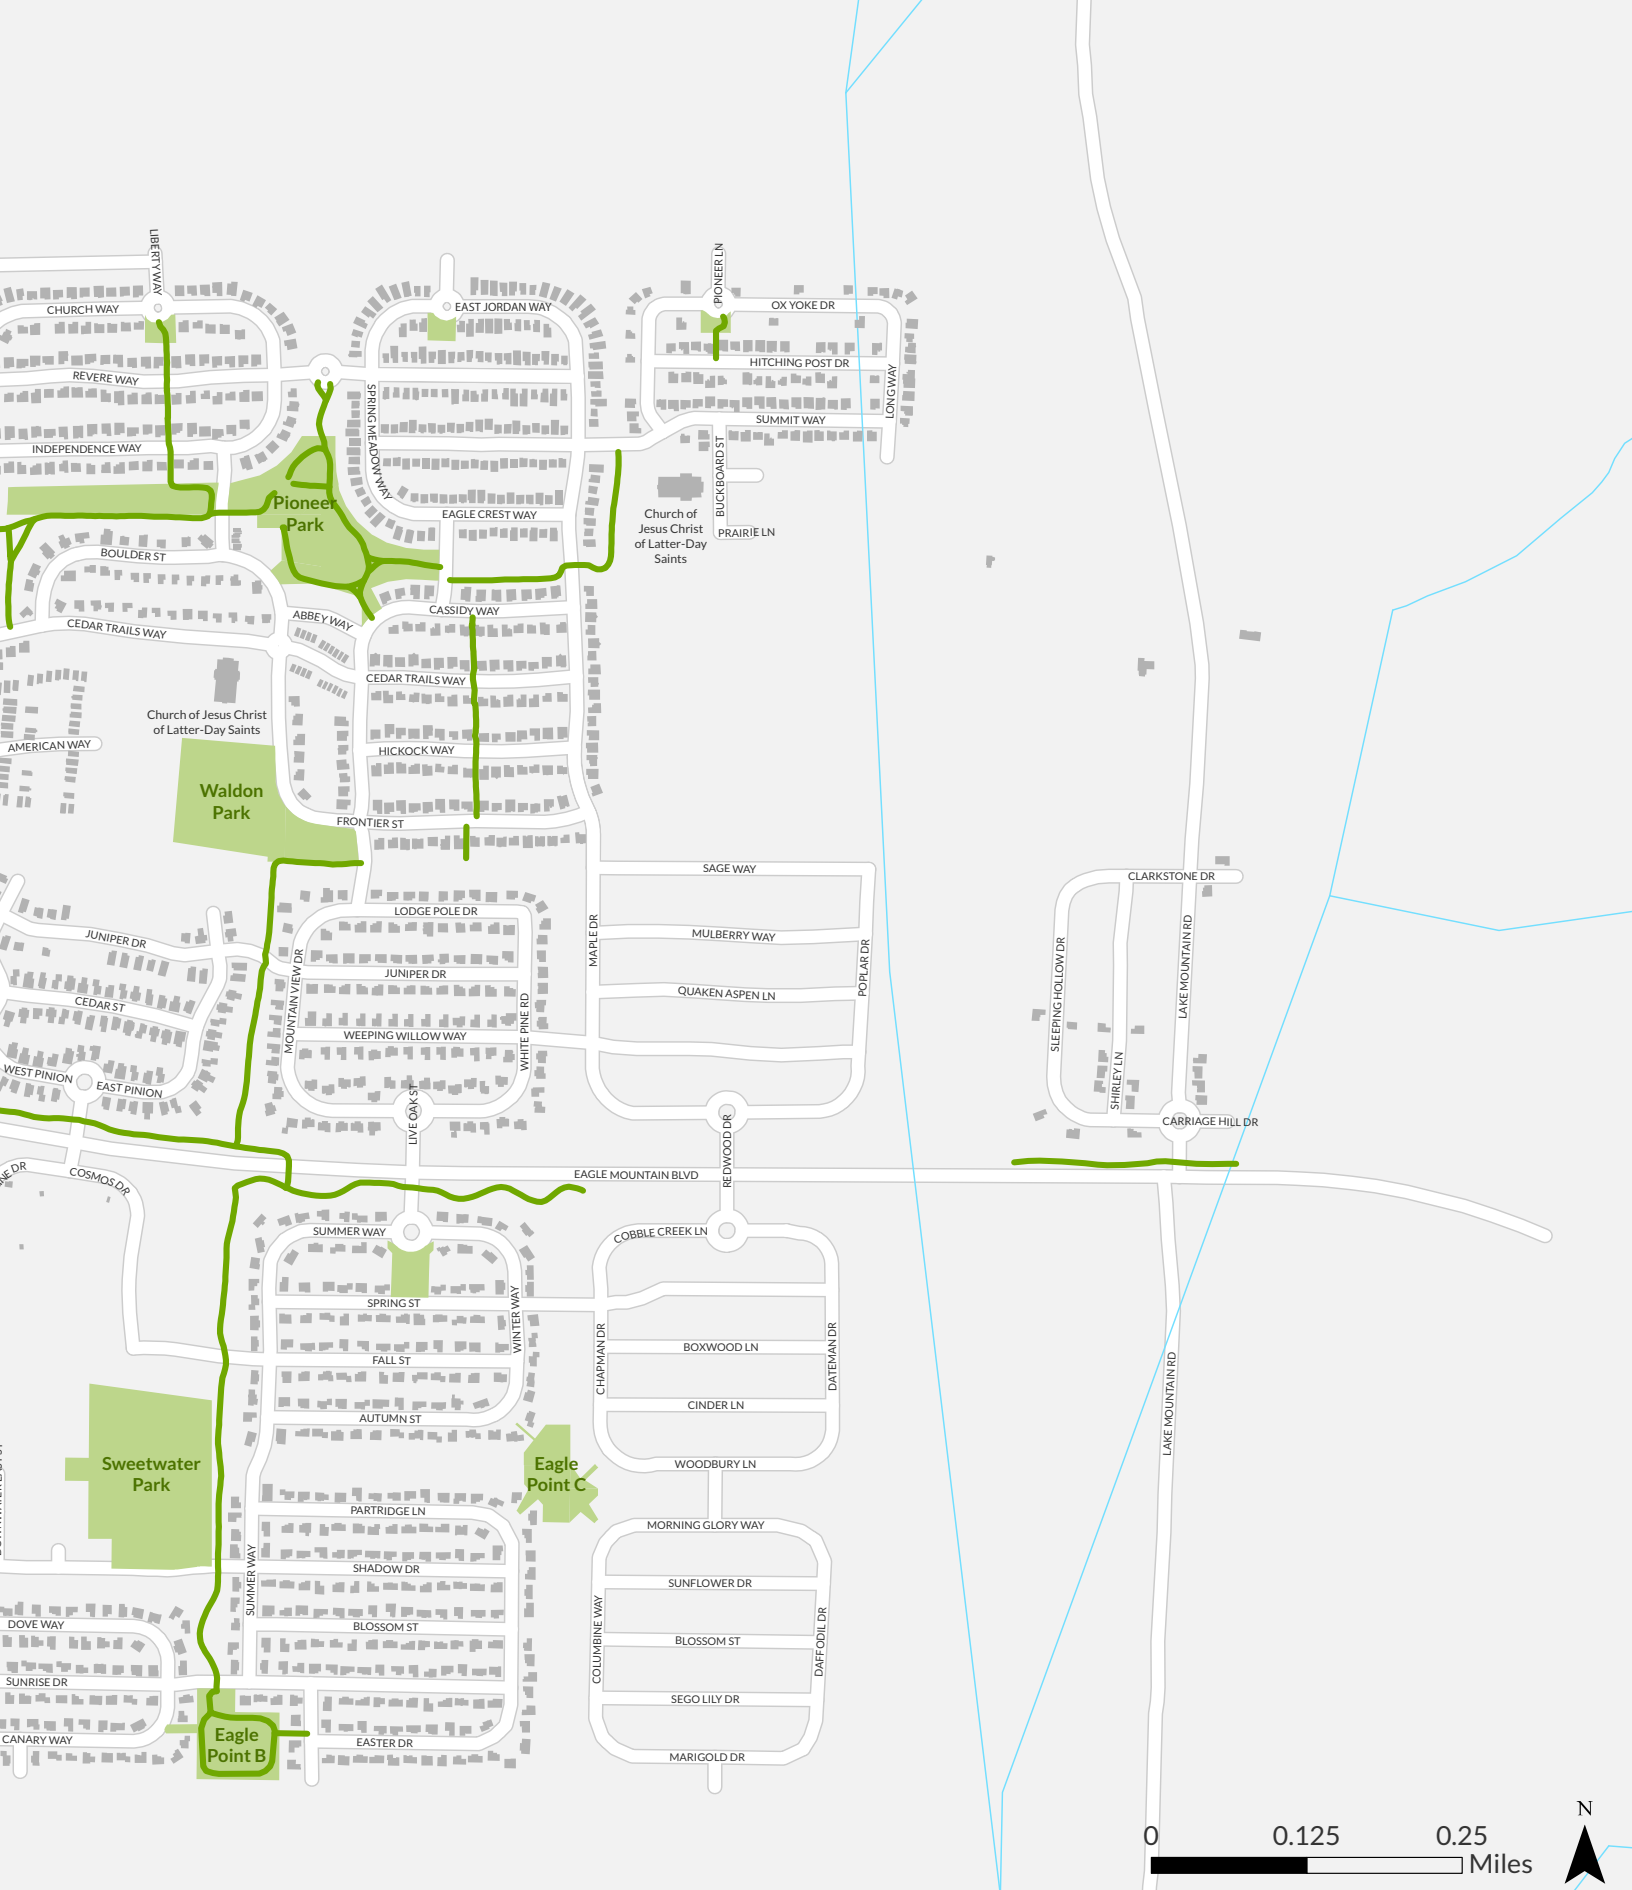 LIBERTY WAY
PIONEER LN
CHURCH WAY
EAST JORDAN WAY
OX YOKE DR
HITCHING POST DR
REVERE WAY
SPRING MEADOW WAY
LONG WAY
SUMMIT WAY
INDEPENDENCE WAY
BUCKBOARD ST
Pioneer
Park
EAGLE CREST WAY
Church of
Jesus Christ
of Latter-Day
Saints
PRAIRIE LN
BOULDER ST
CASSIDY WAY
ABBEY WAY
CEDAR TRAILS WAY
CEDAR TRAILS WAY
Church of Jesus Christ
of Latter-Day Saints
AMERICAN WAY
HICKOCK WAY
Waldon
Park
FRONTIER ST
SAGE WAY
CLARKSTONE DR
LODGE POLE DR
MAPLE DR
MULBERRY WAY
POPLAR DR
JUNIPER DR
MOUNTAIN VIEW DR
JUNIPER DR
SLEEPING HOLLOW DR
LAKE MOUNTAIN RD
QUAKEN ASPEN LN
CEDAR ST
WHITE PINE RD
WEEPING WILLOW WAY
SHIRLEY LN
WEST PINION
EAST PINION
LIVE OAK ST
REDWOOD DR
CARRIAGE HILL DR
NE DR
COSMOS DR
EAGLE MOUNTAIN BLVD
SUMMER WAY
COBBLE CREEK LN
SPRING ST
WINTER WAY
CHAPMAN DR
BOXWOOD LN
DATEMAN DR
FALL ST
LAKE MOUNTAIN RD
CINDER LN
AUTUMN ST
Sweetwater
Park
Eagle
Point C
WOODBURY LN
PARTRIDGE LN
MORNING GLORY WAY
SHADOW DR
SUMMER WAY
SUNFLOWER DR
DOVE WAY
BLOSSOM ST
COLUMBINE WAY
BLOSSOM ST
DAFFODIL DR
SUNRISE DR
SEGO LILY DR
CANARY WAY
Eagle
Point B
EASTER DR
MARIGOLD DR
N
0 0.125 0.25
Miles